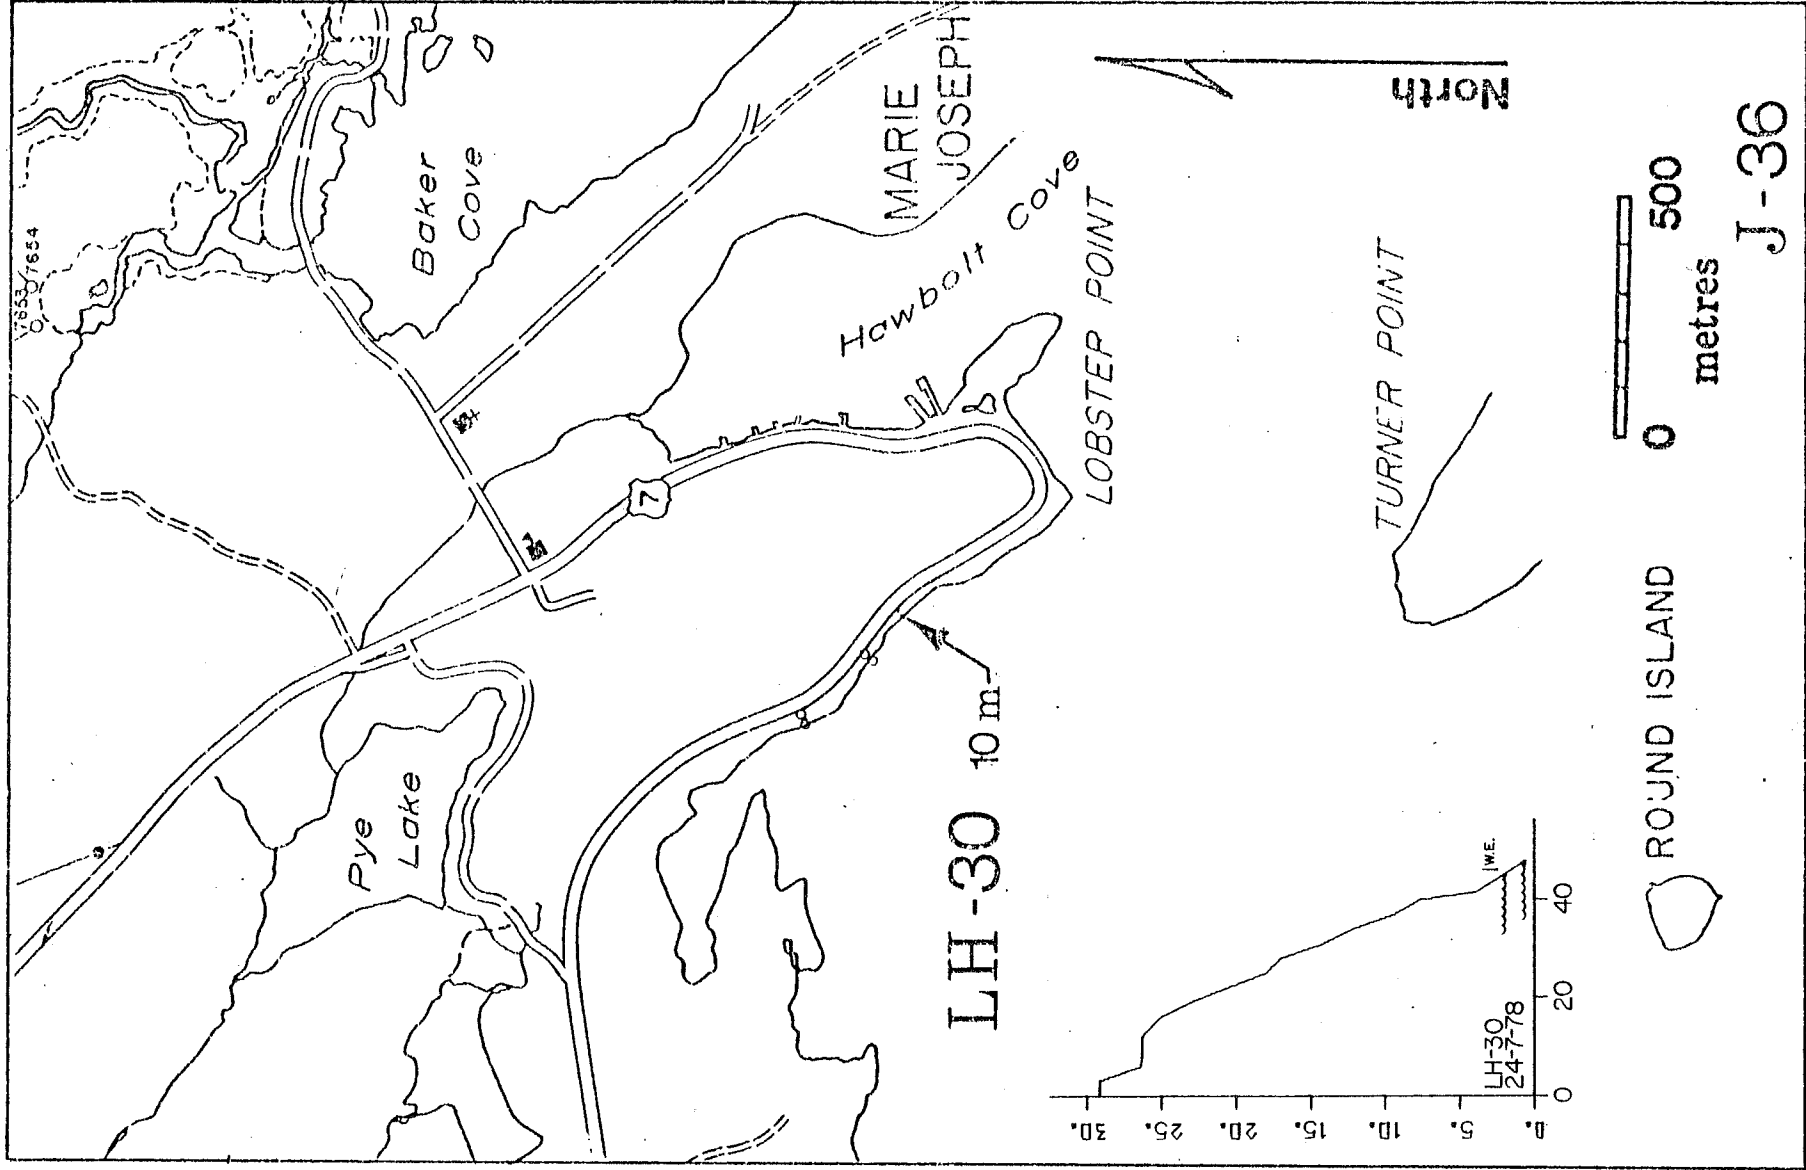 7653
7654
Baker
Cove
MARIE
JOSEPH
North
Hawbolt Cove
7
LOBSTER POINT
TURNER POINT
Pye
Lake
LH-30 10 m
ROUND ISLAND
0 500
metres
J-36
LH-30
24-7-78
W.E.
30. 25. 20. 15. 10. 5. 0.
0 20 40